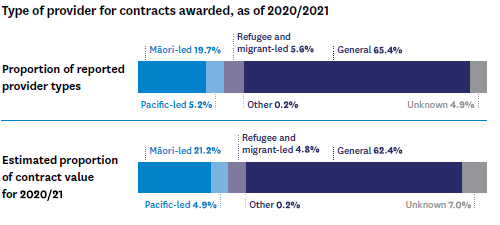 Type of provider for contracts awarded, as of 2020/2021
Refugee and
Māori-led 19.7% migrant-led 5.6% General 65.4%
Proportion of reported
provider types
Pacific-led 5.2% Other 0.2% Unknown 4.9%
Refugee and
Māori-led 21.2% migrant-led 4.8% General 62.4%
Estimated proportion
of contract value
for 2020/21
Pacific-led 4.9% Other 0.2% Unknown 7.0%